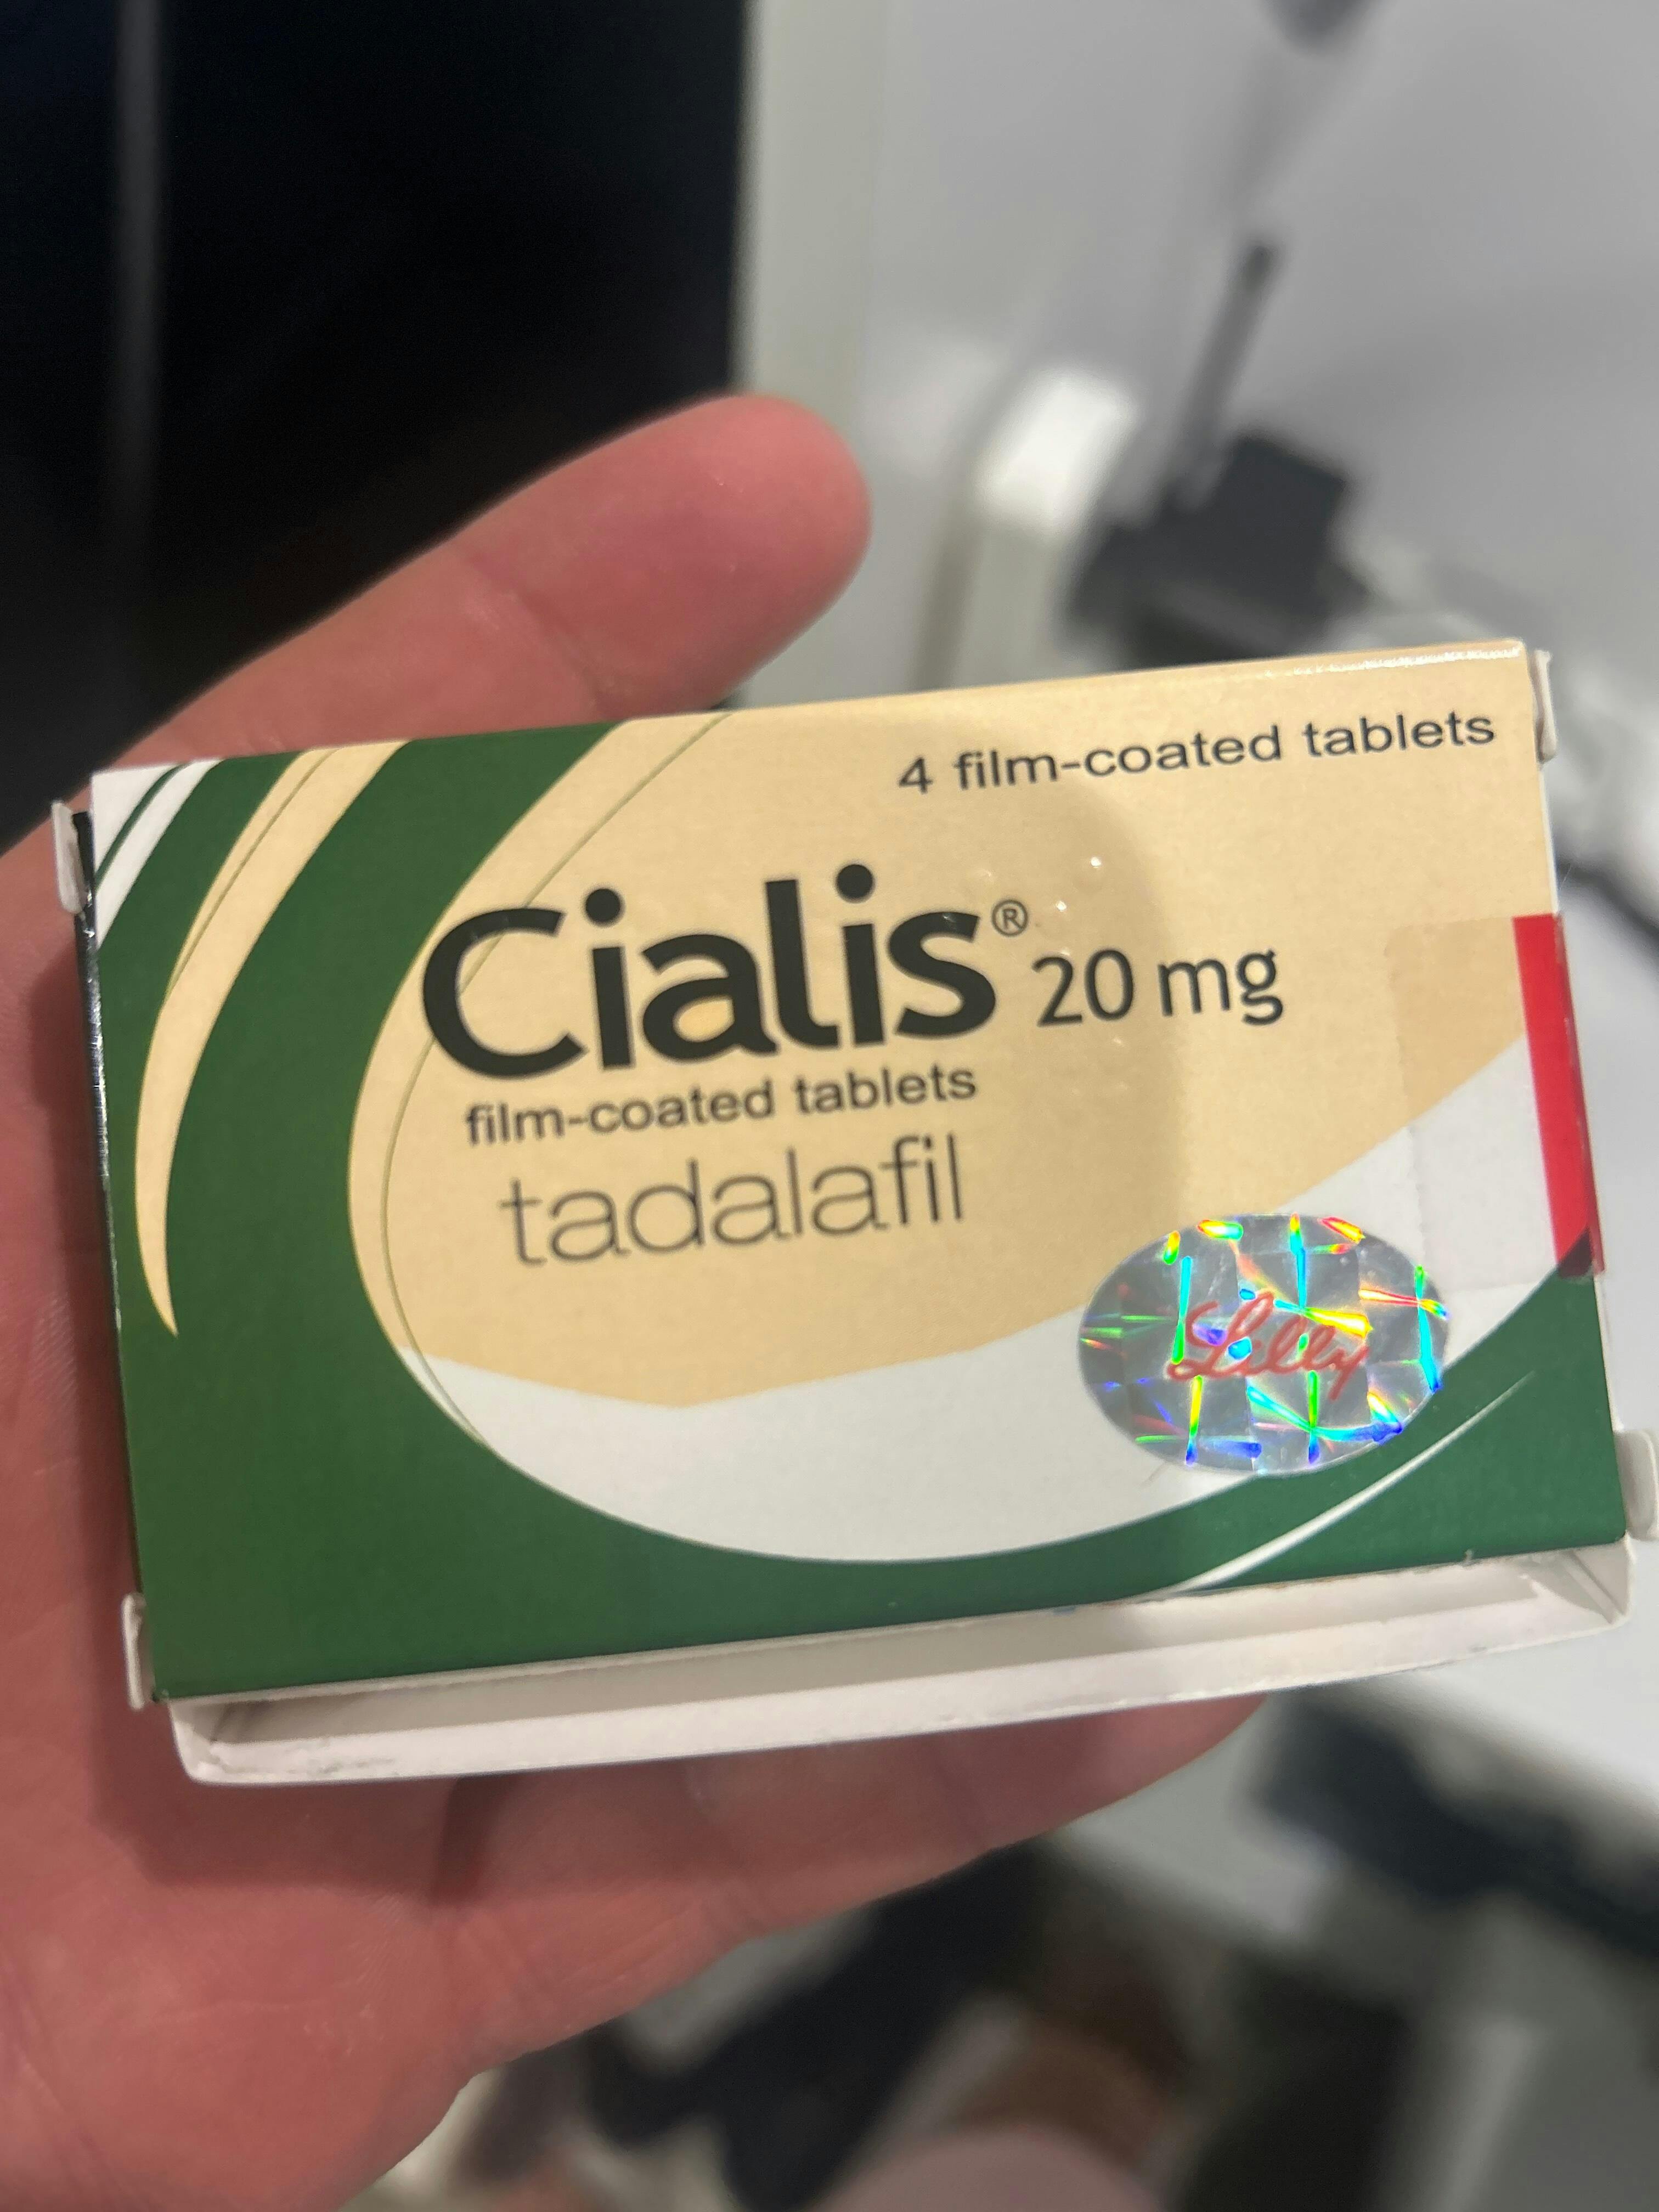 4 film-coated tablets
Cialis® 20 mg
film-coated tablets
tadalafil
Lilly